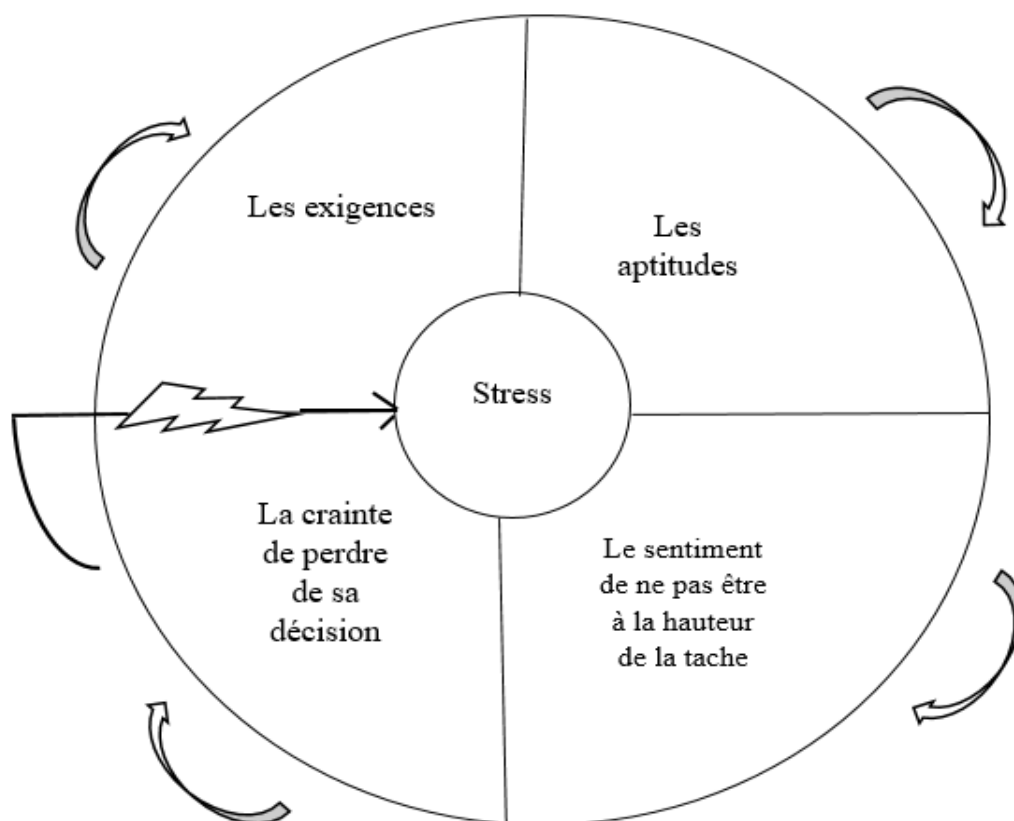 Les exigences
Les
aptitudes
Stress
La crainte
de perdre
de sa
décision
Le sentiment
de ne pas être
à la hauteur
de la tache